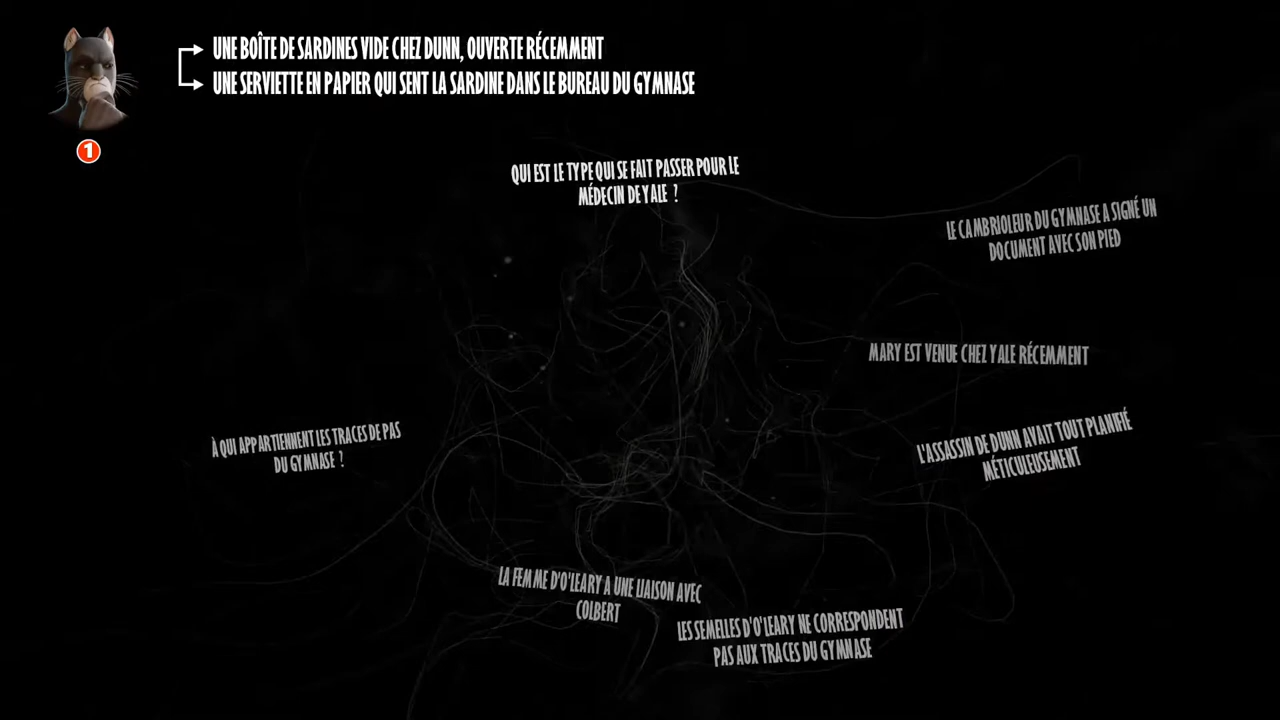 UNE BOÎTE DE SARDINES VIDE CHEZ DUNN, OUVERTE RÉCEMMENT
UNE SERVIETTE EN PAPIER QUI SENT LA SARDINE DANS LE BUREAU DU GYMNASE
1
QUI EST LE TYPE QUI SE FAIT PASSER POUR LE
MÉDECIN DE YALE ?
LE CAMBRIOLEUR DU GYMNASE A SIGNÉ UN
DOCUMENT AVEC SON PIED
MARY EST VENUE CHEZ YALE RÉCEMMENT
À QUI APPARTIENNENT LES TRACES DE PAS
DU GYMNASE ?
L'ASSASSIN DE DUNN AVAIT TOUT PLANIFIÉ
MÉTICULEUSEMENT
LA FEMME D'O'LEARY A UNE LIAISON AVEC
COLBERT
LES SEMELLES D'O'LEARY NE CORRESPONDENT
PAS AUX TRACES DU GYMNASE